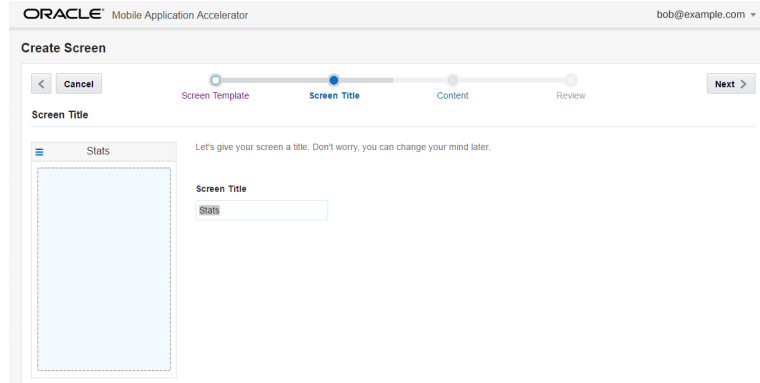 ORACLE® Mobile Application Accelerator bob@example.com
Create Screen
Cancel Next
Screen Template Screen Title Content Review
Screen Title
Stats Let's give your screen a title. Don't worry, you can change your mind later.
Screen Title
Stats